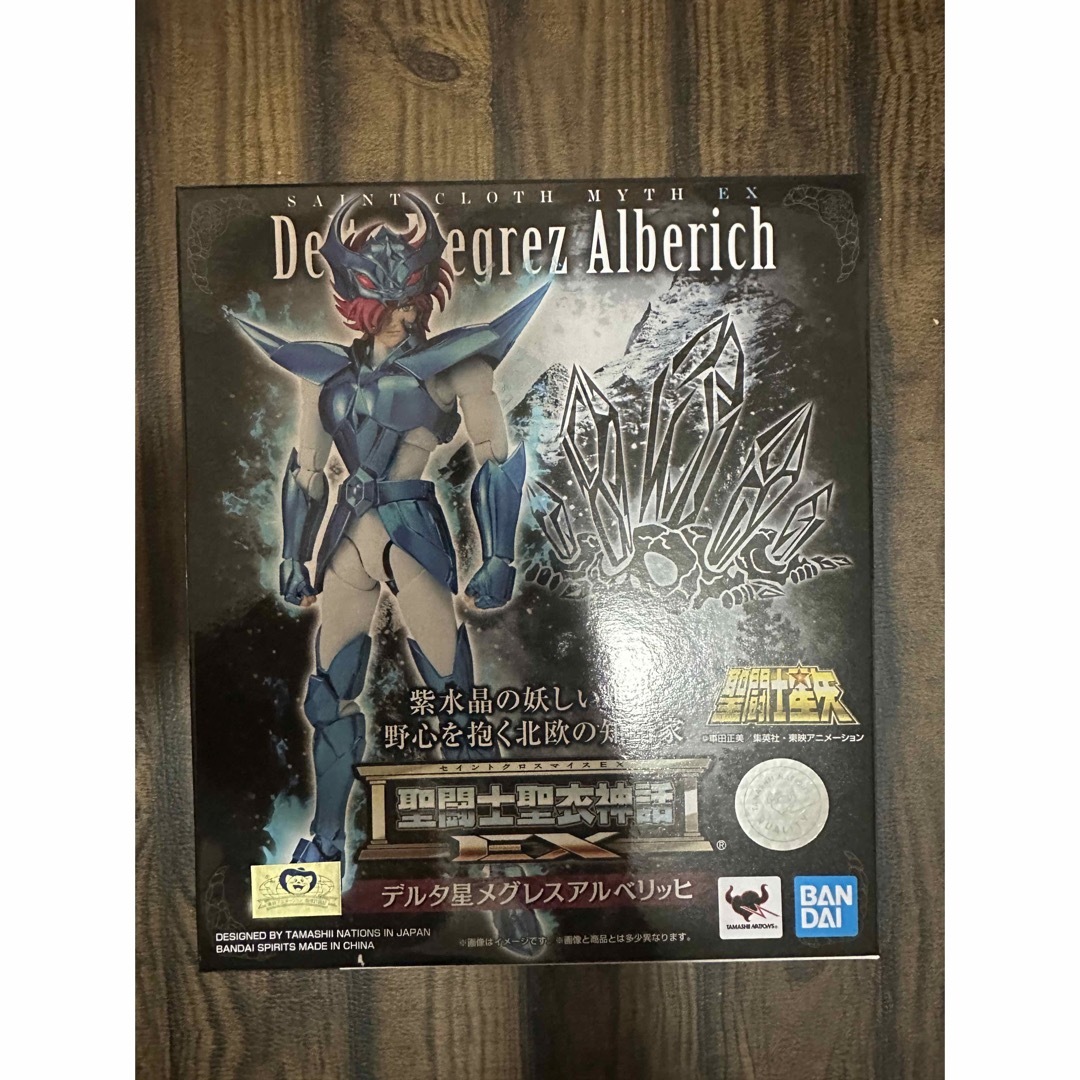 SAINT CLOTH MYTH EX
Alberich
紫水晶の妖しい
野心を抱く北欧の知 家
聖闘士星矢
©車田正美/集英社・東映アニメーション
セイントクロスマイスEX
聖闘士聖衣神話
EX
®
デルタ星メグレスアルベリッヒ
DESIGNED BY TAMASHII NATIONS IN JAPAN
BANDAI SPIRITS MADE IN CHINA
※画像はイメージです ※画像と商品とは多少異なります。
TAMASHII NATIONS®
BAN
DAI